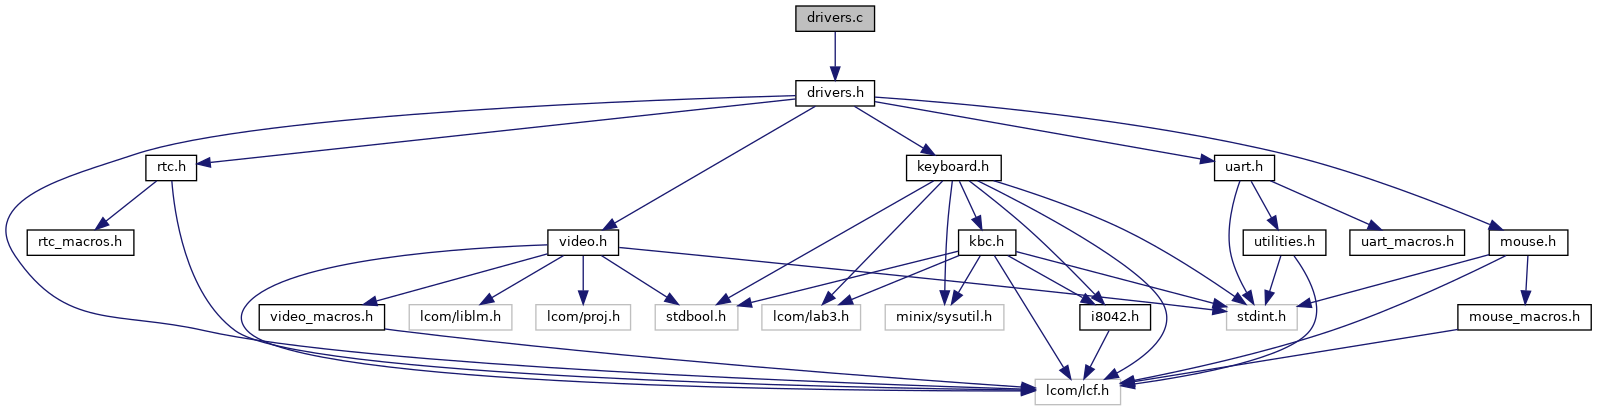 drivers.c
drivers.h
rtc.h
keyboard.h
uart.h
rtc_macros.h
video.h
kbc.h
utilities.h
uart_macros.h
mouse.h
video_macros.h
lcom/liblm.h
lcom/proj.h
stdbool.h
lcom/lab3.h
minix/sysutil.h
i8042.h
stdint.h
mouse_macros.h
lcom/lcf.h